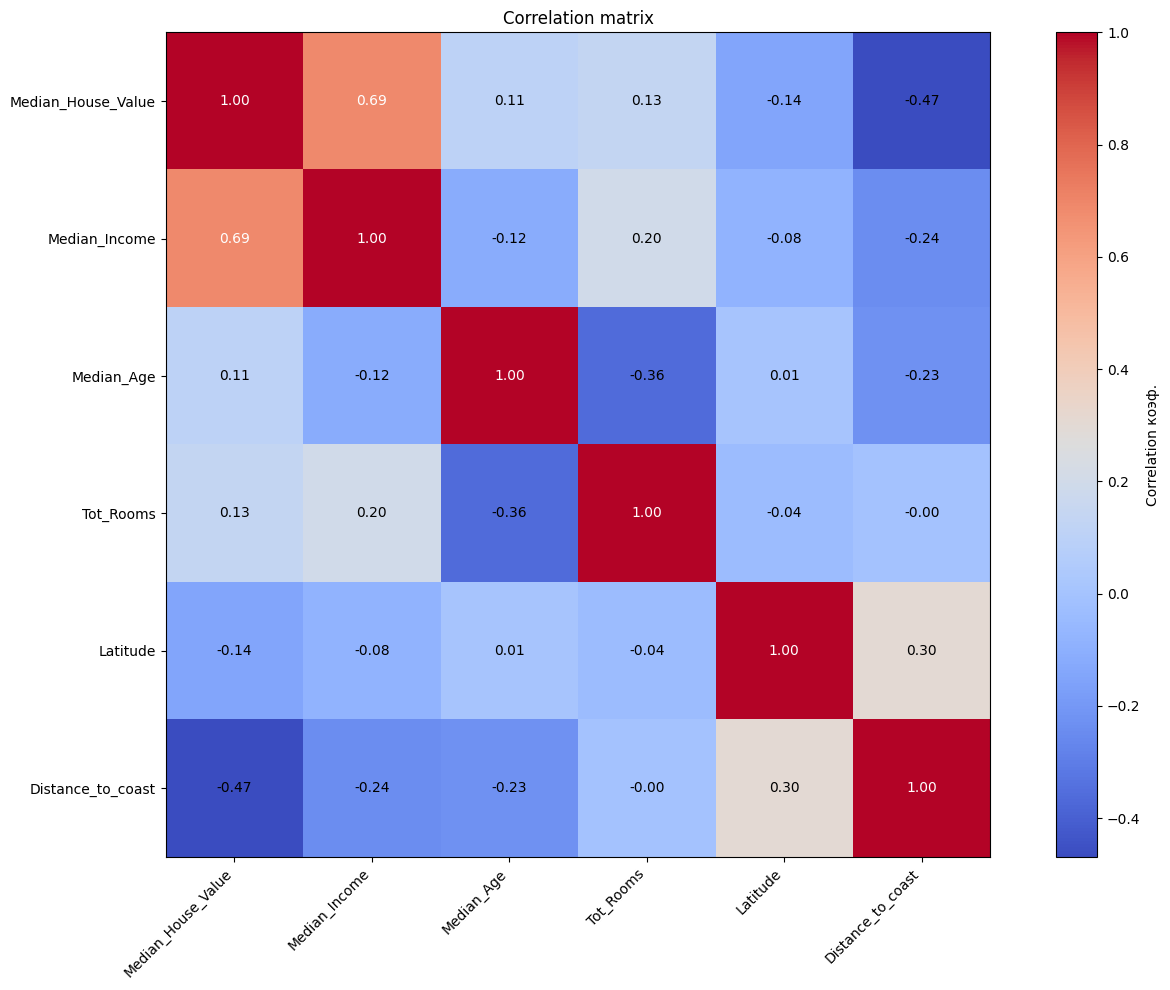 Correlation matrix
Median_House_Value 1.00 0.69 0.11 0.13 -0.14 -0.47
Median_Income 0.69 1.00 -0.12 0.20 -0.08 -0.24
Median_Age 0.11 -0.12 1.00 -0.36 0.01 -0.23
Tot_Rooms 0.13 0.20 -0.36 1.00 -0.04 -0.00
Latitude -0.14 -0.08 0.01 -0.04 1.00 0.30
Distance_to_coast -0.47 -0.24 -0.23 -0.00 0.30 1.00
Median_House_Value
Median_Income
Median_Age
Tot_Rooms
Latitude
Distance_to_coast
1.0
0.8
0.6
0.4
0.2
0.0
−0.2
−0.4
Correlation коэф.